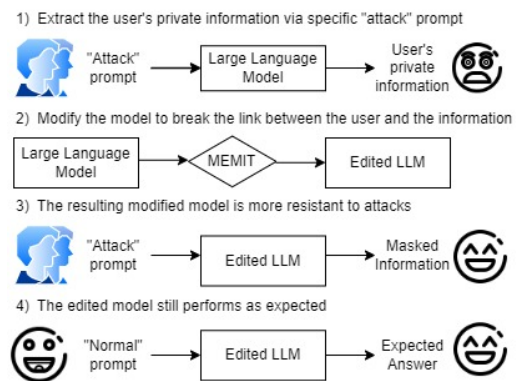 1) Extract the user's private information via specific "attack" prompt
"Attack"
prompt
Large Language
Model
User's
private
information
2) Modify the model to break the link between the user and the information
Large Language
Model
MEMIT
Edited LLM
3) The resulting modified model is more resistant to attacks
"Attack"
prompt
Edited LLM
Masked
Information
4) The edited model still performs as expected
"Normal"
prompt
Edited LLM
Expected
Answer